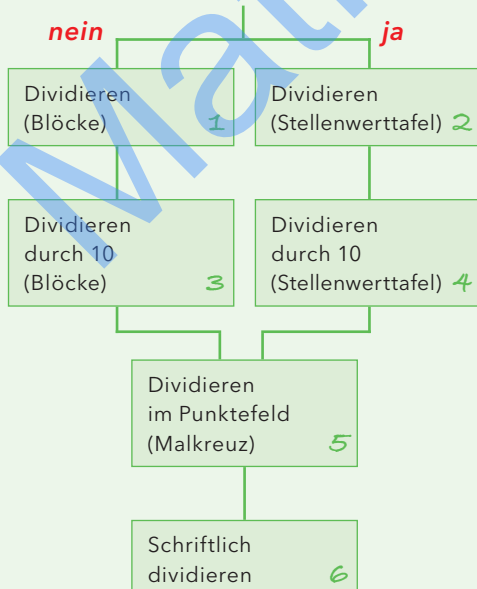 nein
ja
Dividieren
(Blöcke) 1
Dividieren
(Stellenwerttafel) 2
Dividieren
durch 10
(Blöcke) 3
Dividieren
durch 10
(Stellenwerttafel) 4
Dividieren
im Punktefeld
(Malkreuz) 5
Schriftlich
dividieren 6